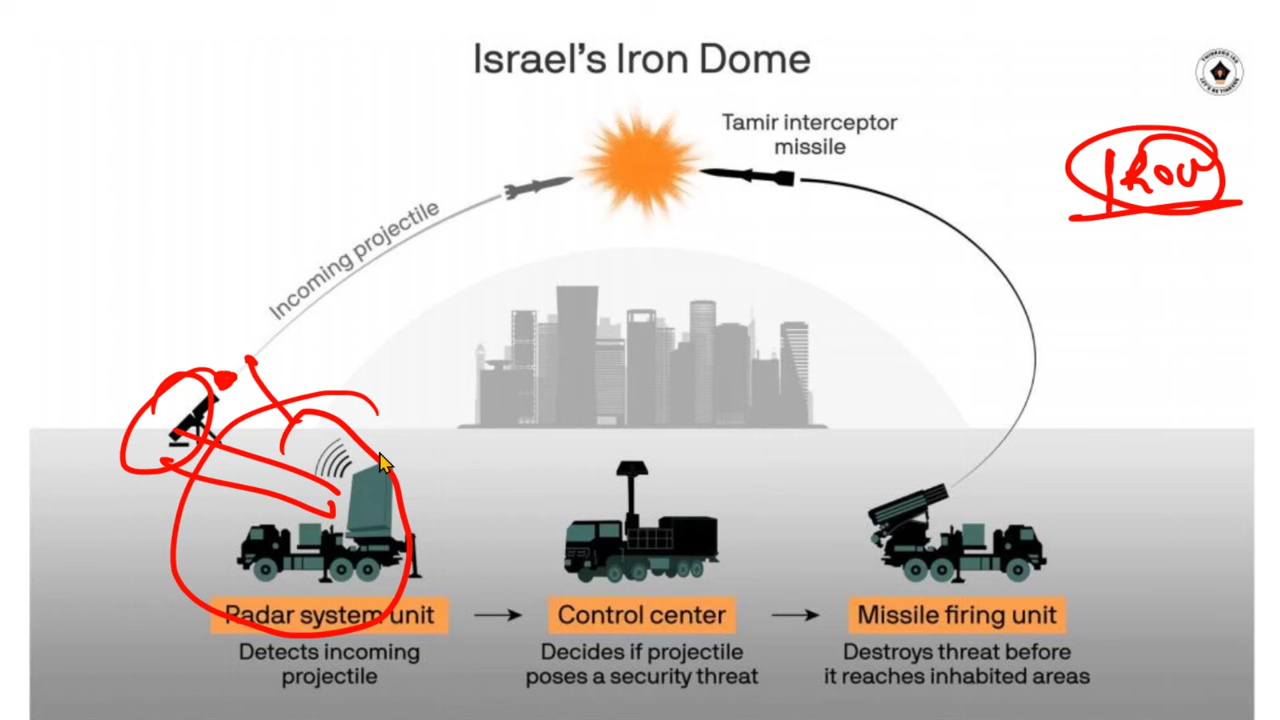 Israel's Iron Dome
Tamir interceptor
missile
IRON
Incoming projectile
Radar system unit
Detects incoming
projectile
Control center
Decides if projectile
poses a security threat
Missile firing unit
Destroys threat before
it reaches inhabited areas